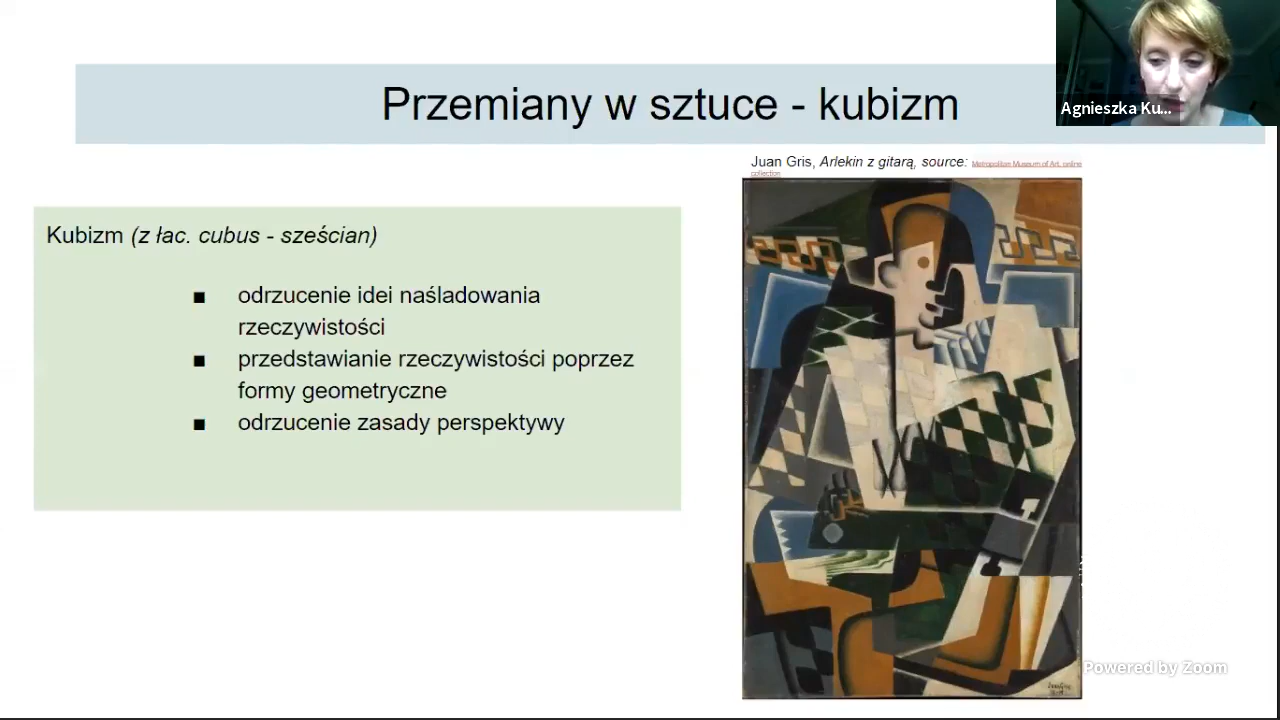 Przemiany w sztuce - kubizm
Agnieszka Ku...
Juan Gris, Arlekin z gitarą, source: Metropolitan Museum of Art, online
collection
Kubizm (z łac. cubus - sześcian)
■ odrzucenie idei naśladowania
rzeczywistości
■ przedstawianie rzeczywistości poprzez
formy geometryczne
■ odrzucenie zasady perspektywy
Powered by Zoom